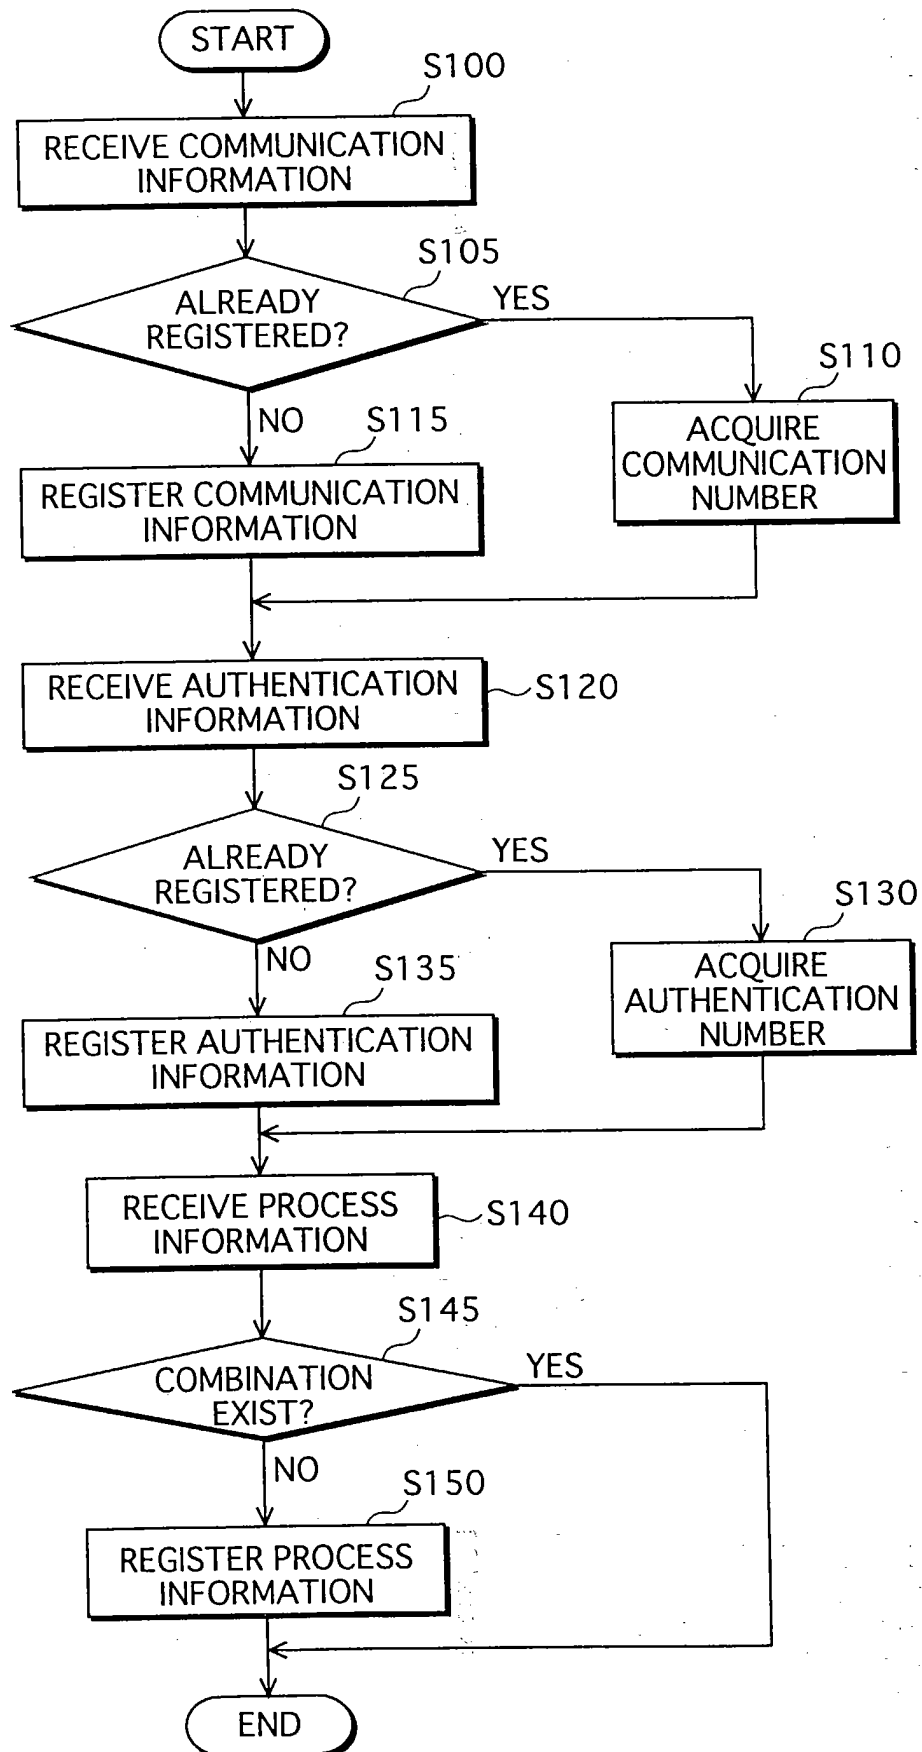 START
S100
RECEIVE COMMUNICATION
INFORMATION
S105
ALREADY
REGISTERED?
YES
S110
ACQUIRE
COMMUNICATION
NUMBER
NO
S115
REGISTER COMMUNICATION
INFORMATION
RECEIVE AUTHENTICATION
INFORMATION
S120
S125
ALREADY
REGISTERED?
YES
S130
ACQUIRE
AUTHENTICATION
NUMBER
NO
S135
REGISTER AUTHENTICATION
INFORMATION
RECEIVE PROCESS
INFORMATION
S140
S145
COMBINATION
EXIST?
YES
NO
S150
REGISTER PROCESS
INFORMATION
END